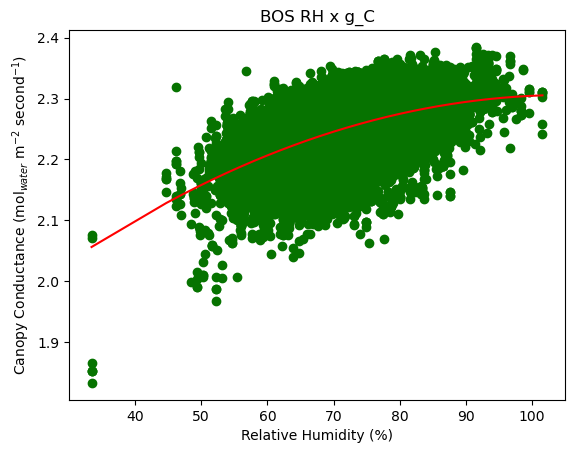 BOS RH x g_C
Canopy Conductance (mol_water m^−2 second^−1)
2.4
2.3
2.2
2.1
2.0
1.9
40 50 60 70 80 90 100
Relative Humidity (%)